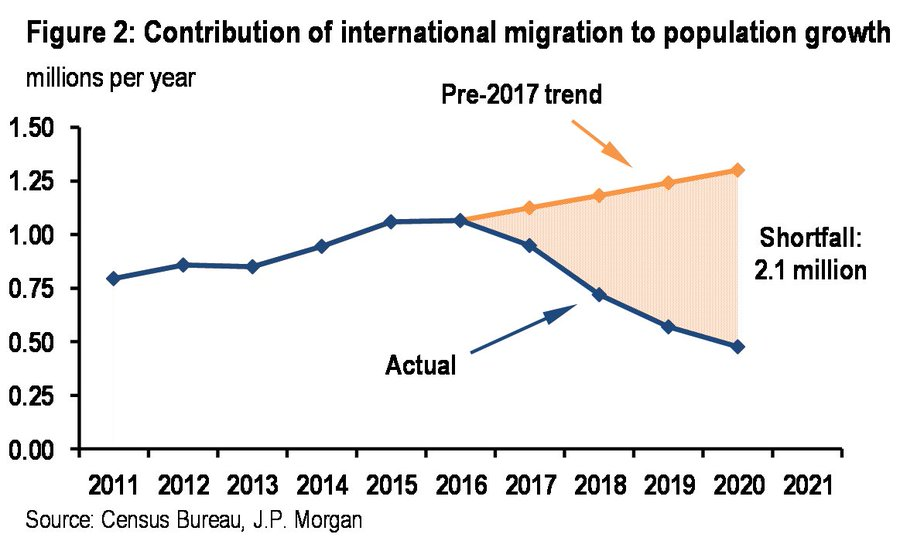 Figure 2: Contribution of international migration to population growth
millions per year
Pre-2017 trend
1.50
1.25
1.00
0.75
0.50
0.25
0.00
Shortfall:
2.1 million
Actual
2011 2012 2013 2014 2015 2016 2017 2018 2019 2020 2021
Source: Census Bureau, J.P. Morgan